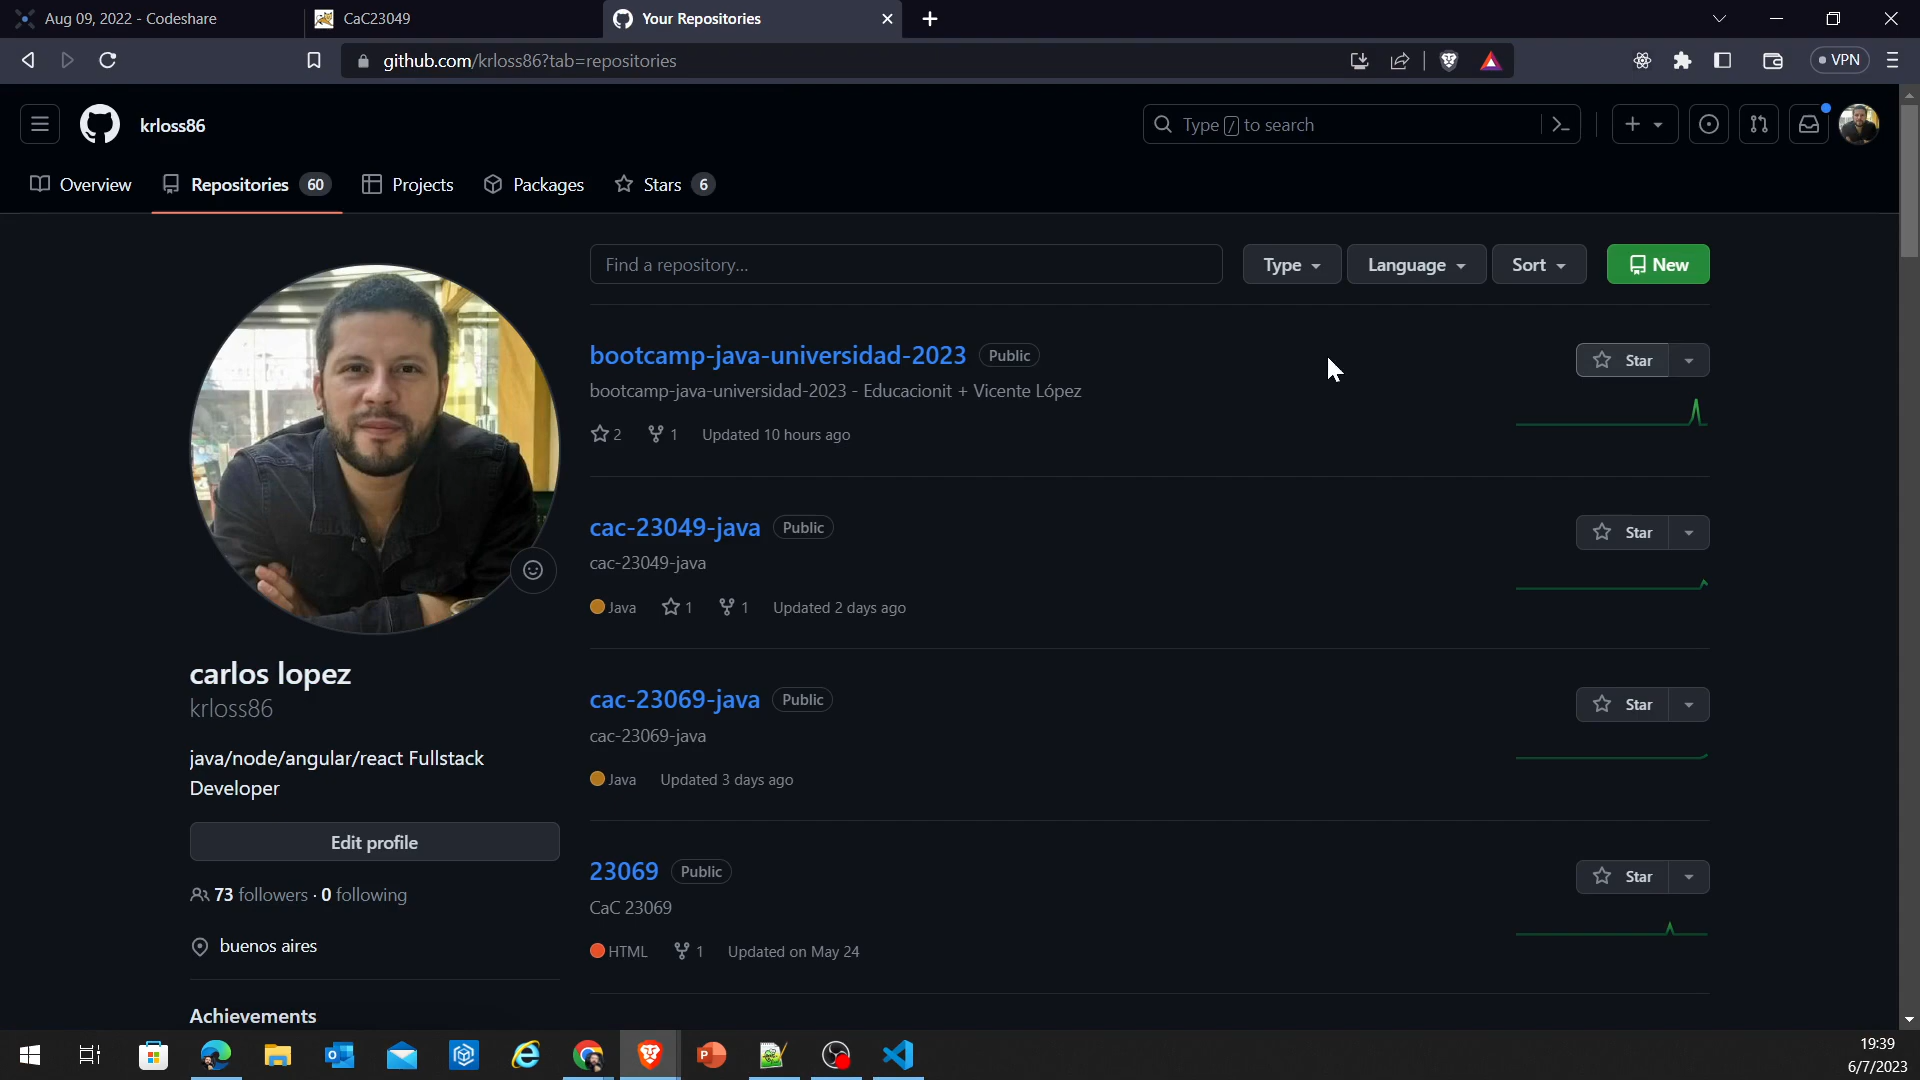 Aug 09, 2022 - Codeshare
CaC23049
Your Repositories
github.com/krloss86?tab=repositories
VPN
krloss86
Type / to search
Overview
Repositories 60
Projects
Packages
Stars 6
Find a repository...
Type
Language
Sort
New
bootcamp-java-universidad-2023 Public
Star
bootcamp-java-universidad-2023 - Educacionit + Vicente López
2 1 Updated 10 hours ago
cac-23049-java Public
Star
cac-23049-java
Java 1 1 Updated 2 days ago
carlos lopez
krloss86
java/node/angular/react Fullstack
Developer
Edit profile
73 followers · 0 following
buenos aires
Achievements
cac-23069-java Public
Star
cac-23069-java
Java Updated 3 days ago
23069 Public
Star
CaC 23069
HTML 1 Updated on May 24
19:39
6/7/2023